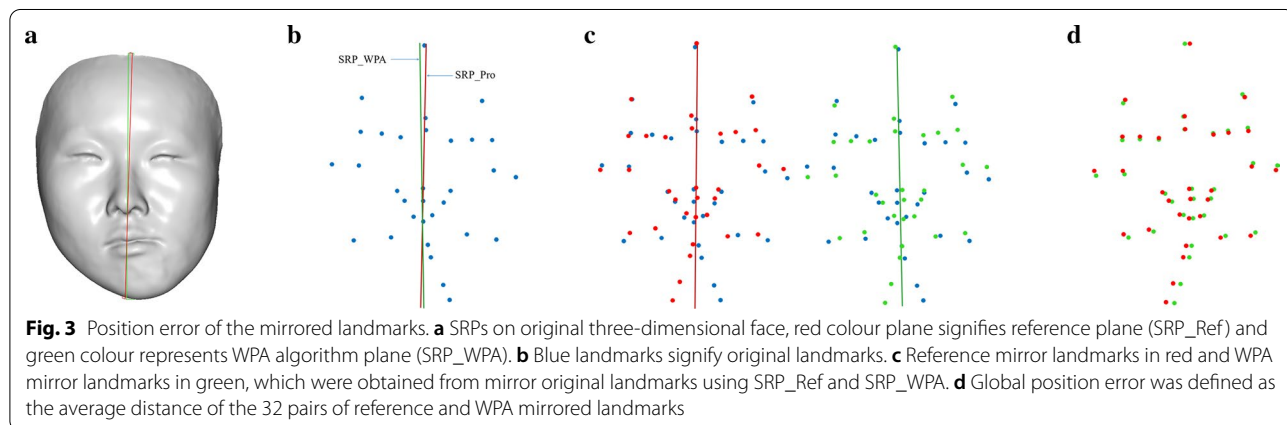 a
b
c
d
SRP_WPA
SRP_Pro
Fig. 3 Position error of the mirrored landmarks. a SRPs on original three-dimensional face, red colour plane signifies reference plane (SRP_Ref) and
green colour represents WPA algorithm plane (SRP_WPA). b Blue landmarks signify original landmarks. c Reference mirror landmarks in red and WPA
mirror landmarks in green, which were obtained from mirror original landmarks using SRP_Ref and SRP_WPA. d Global position error was defined as
the average distance of the 32 pairs of reference and WPA mirrored landmarks